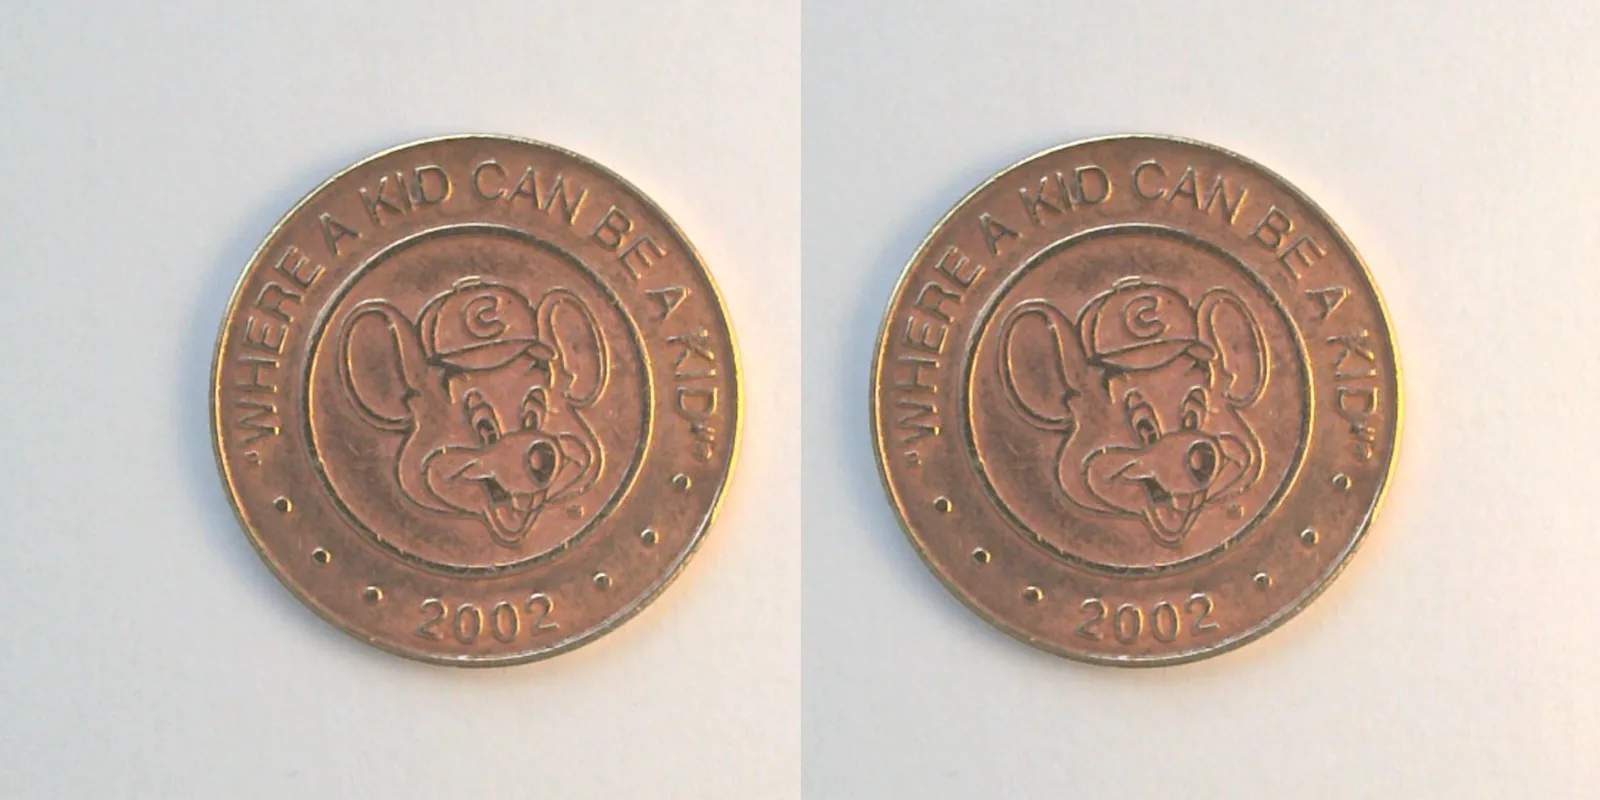 "WHERE A KID CAN BE A KID"
C
2002
"WHERE A KID CAN BE A KID"
C
2002